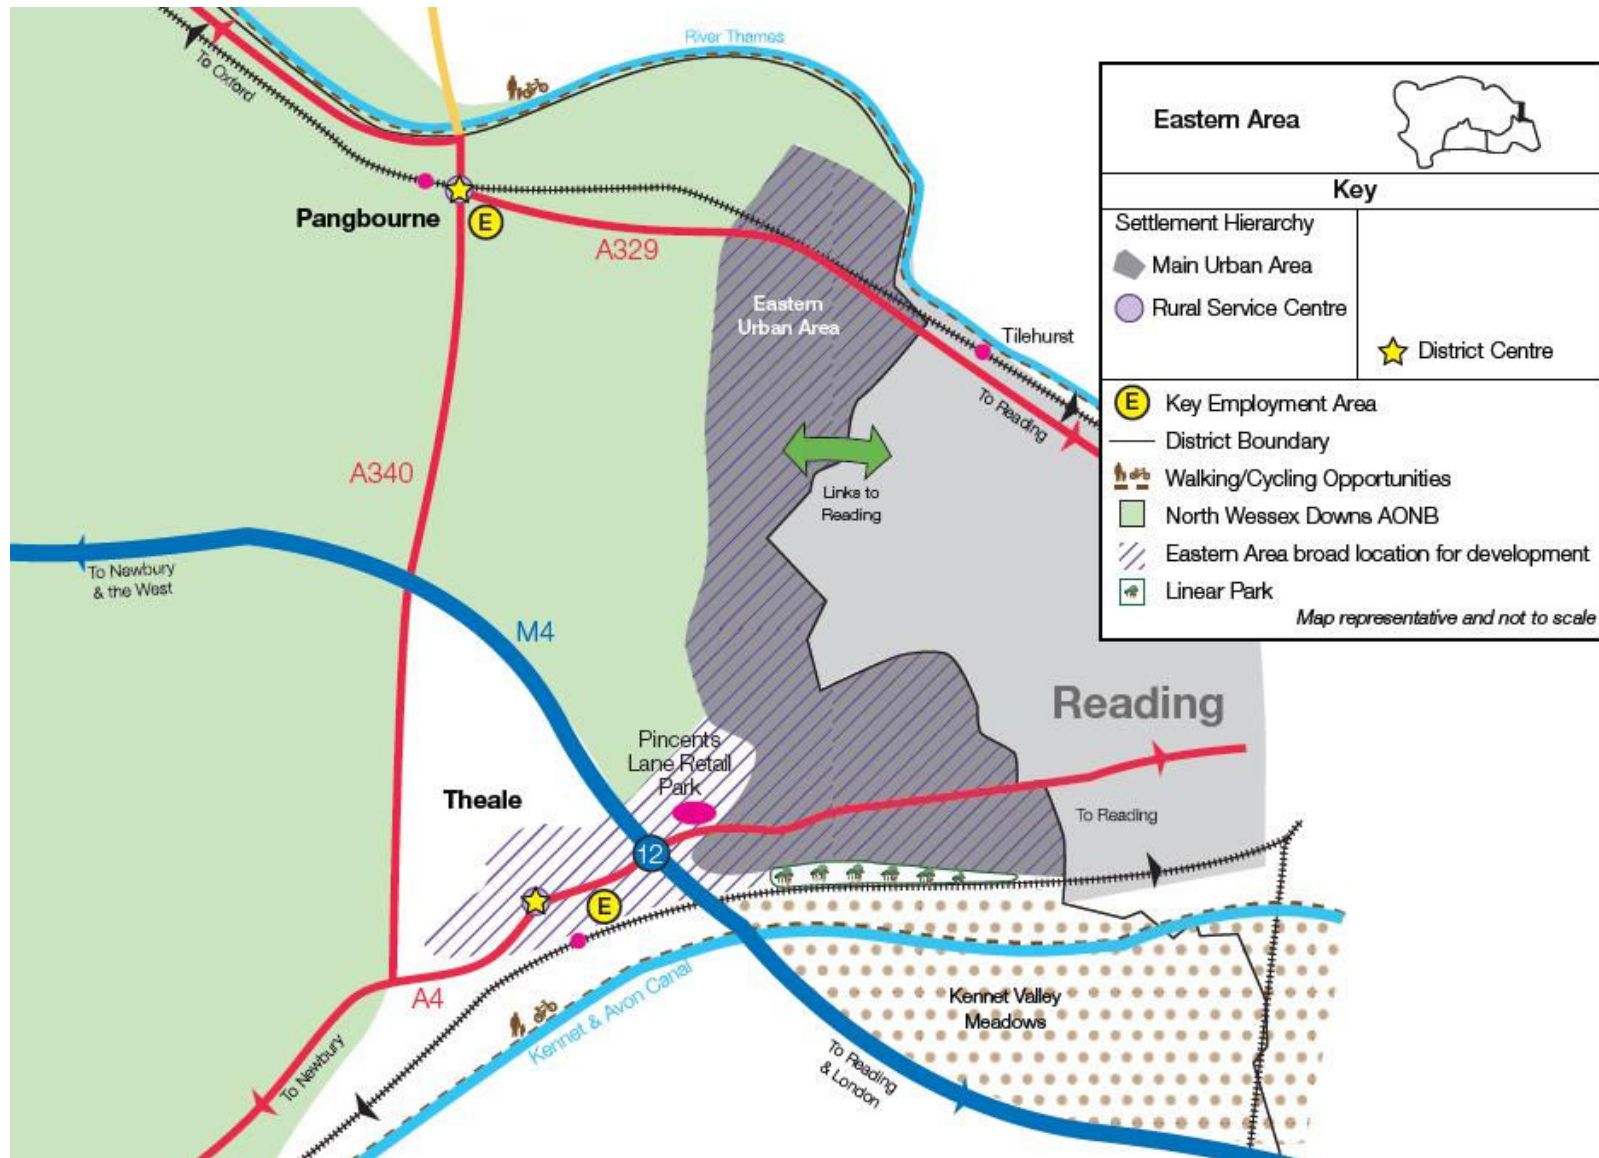 River Thames
To Oxford
Pangbourne
E
A329
Eastern
Urban Area
Tilehurst
To Reading
A340
Links to
Reading
To Newbury
& the West
M4
Reading
Pincents
Lane Retail
Park
Theale
12
To Reading
E
A4
Kennet & Avon Canal
Kennet Valley
Meadows
To Newbury
To Reading
& London
Eastern Area
Key
Settlement Hierarchy
Main Urban Area
Rural Service Centre
District Centre
E Key Employment Area
District Boundary
Walking/Cycling Opportunities
North Wessex Downs AONB
Eastern Area broad location for development
Linear Park
Map representative and not to scale